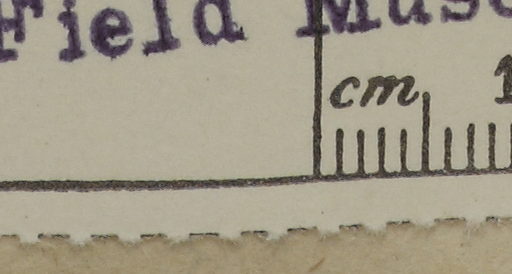 Field Mus
cm 1